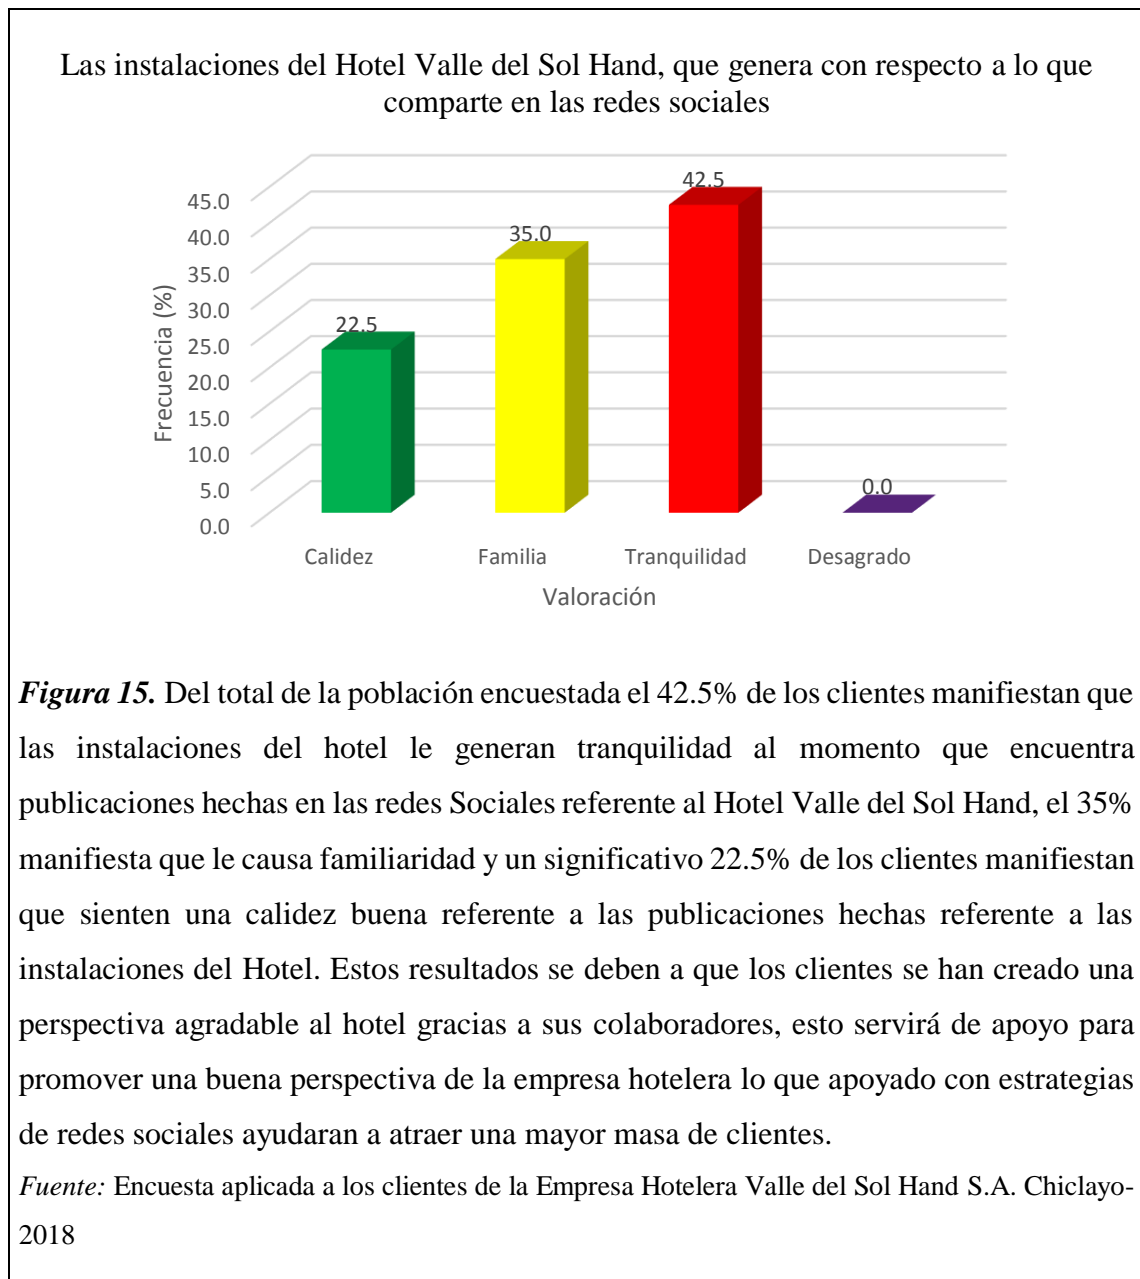 Las instalaciones del Hotel Valle del Sol Hand, que genera con respecto a lo que
comparte en las redes sociales
45.0
40.0
35.0
30.0
25.0
20.0
15.0
10.0
5.0
0.0
Frecuencia (%)
22.5
35.0
42.5
0.0
Calidez
Familia
Tranquilidad
Desagrado
Valoración
Figura 15. Del total de la población encuestada el 42.5% de los clientes manifiestan que
las instalaciones del hotel le generan tranquilidad al momento que encuentra
publicaciones hechas en las redes Sociales referente al Hotel Valle del Sol Hand, el 35%
manifiesta que le causa familiaridad y un significativo 22.5% de los clientes manifiestan
que sienten una calidez buena referente a las publicaciones hechas referente a las
instalaciones del Hotel. Estos resultados se deben a que los clientes se han creado una
perspectiva agradable al hotel gracias a sus colaboradores, esto servirá de apoyo para
promover una buena perspectiva de la empresa hotelera lo que apoyado con estrategias
de redes sociales ayudaran a atraer una mayor masa de clientes.
Fuente: Encuesta aplicada a los clientes de la Empresa Hotelera Valle del Sol Hand S.A. Chiclayo-
2018